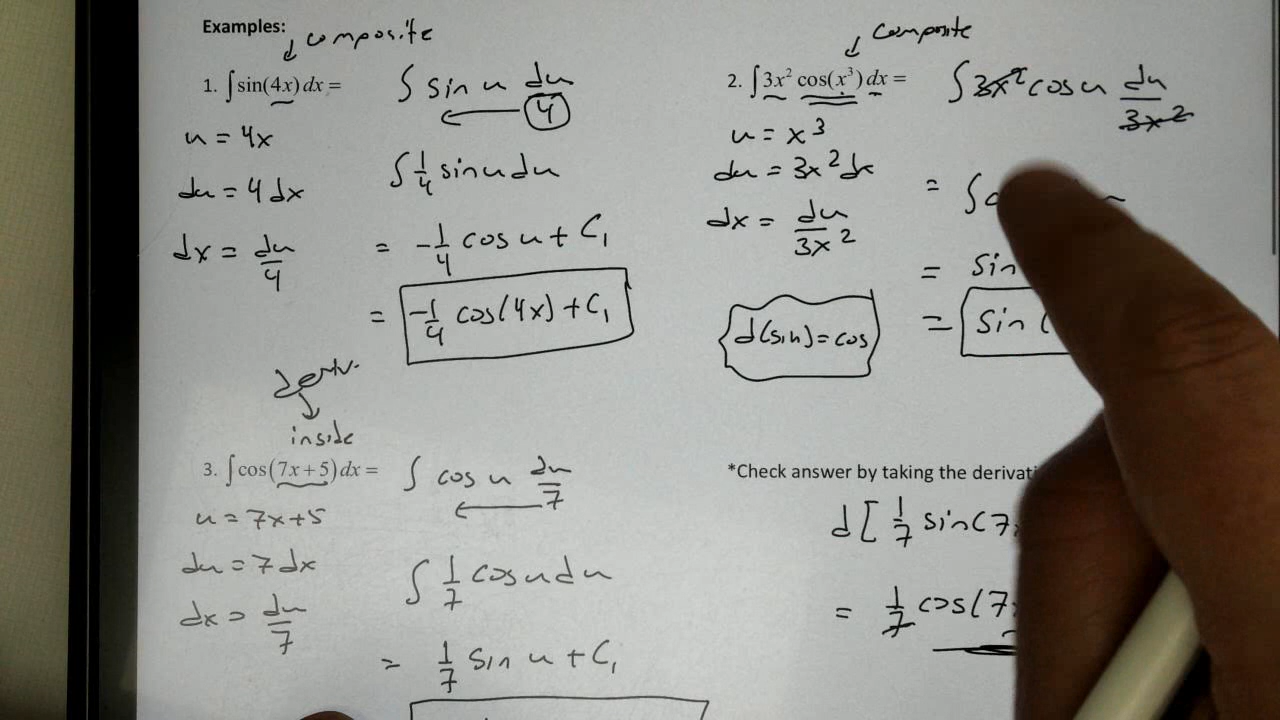 Examples:
↓ composite
1. ∫sin(4x)dx = ∫ sin u du/4
u = 4x
du = 4 dx
dx = du/4
∫ 1/4 sin u du
= -1/4 cos u + C₁
= -1/4 cos(4x) + C₁
↓ composite
2. ∫3x² cos(x³)dx = ∫ 3x² cos u du/3x²
u = x³
du = 3x² dx
dx = du/3x²
= ∫
= sin
= sin(
d(sin) = cos
deriv.
↓
inside
3. ∫cos(7x+5)dx = ∫ cos u du/7
u = 7x+5
du = 7 dx
dx = du/7
∫ 1/7 cos u du
= 1/7 sin u + C₁
*Check answer by taking the
d[ 1/7 sin(7
= 1/7 cos(7